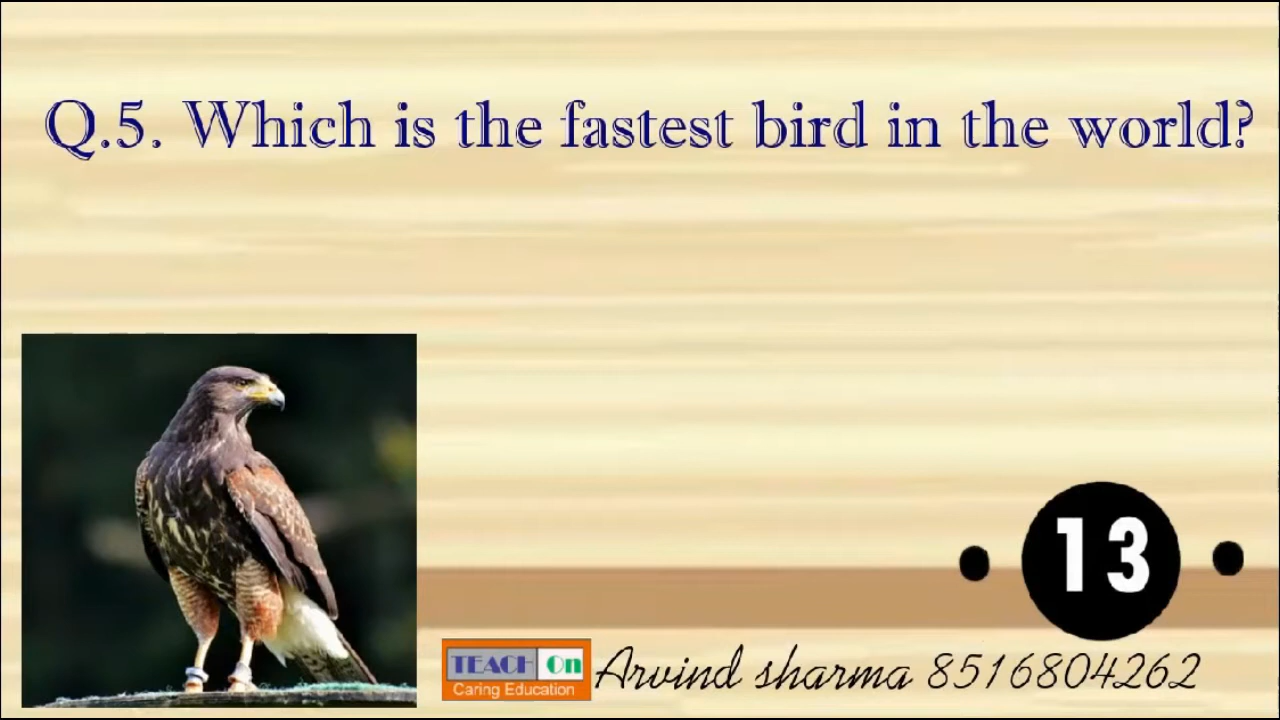 Q.5. Which is the fastest bird in the world?
13
TEACH On
Caring Education
Arvind sharma 8516804262